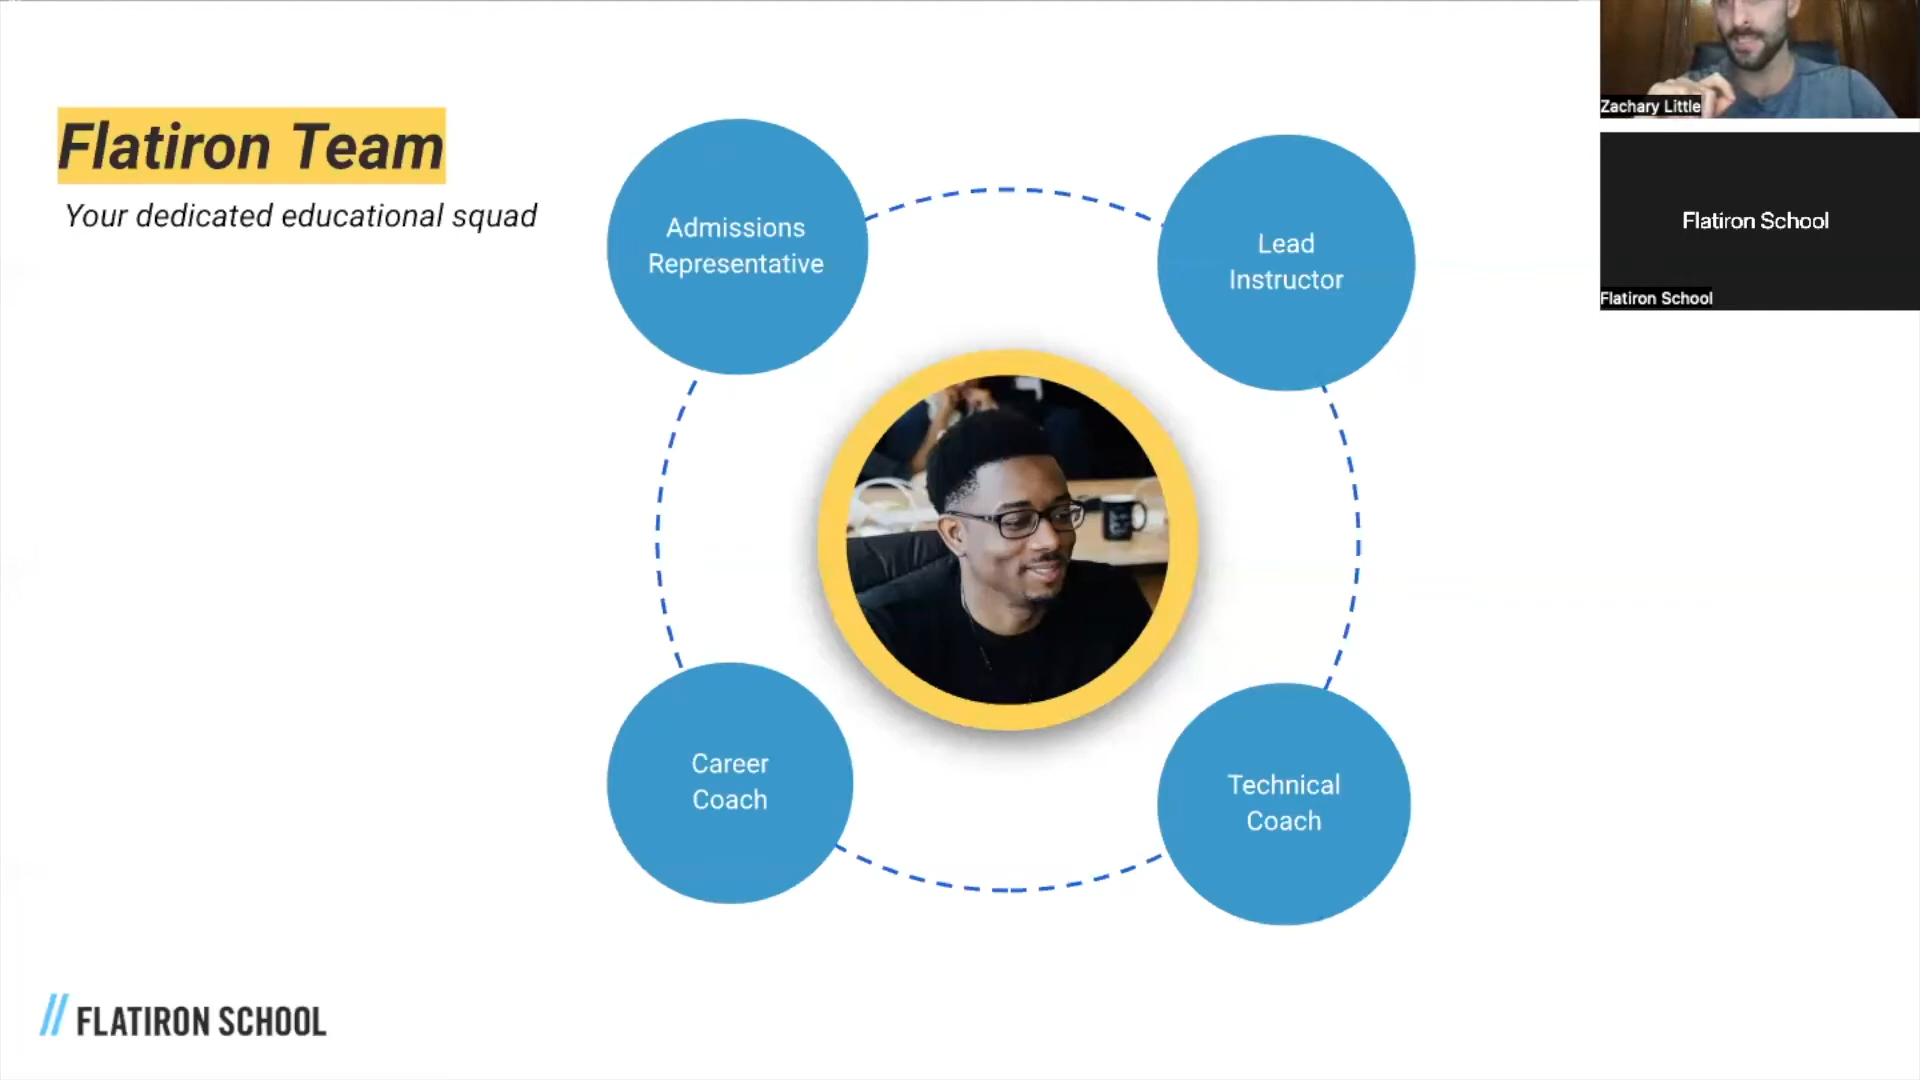 Flatiron Team
Your dedicated educational squad
Admissions
Representative
Lead
Instructor
Career
Coach
Technical
Coach
FLATIRON SCHOOL
Zachary Little
Flatiron School
Flatiron School